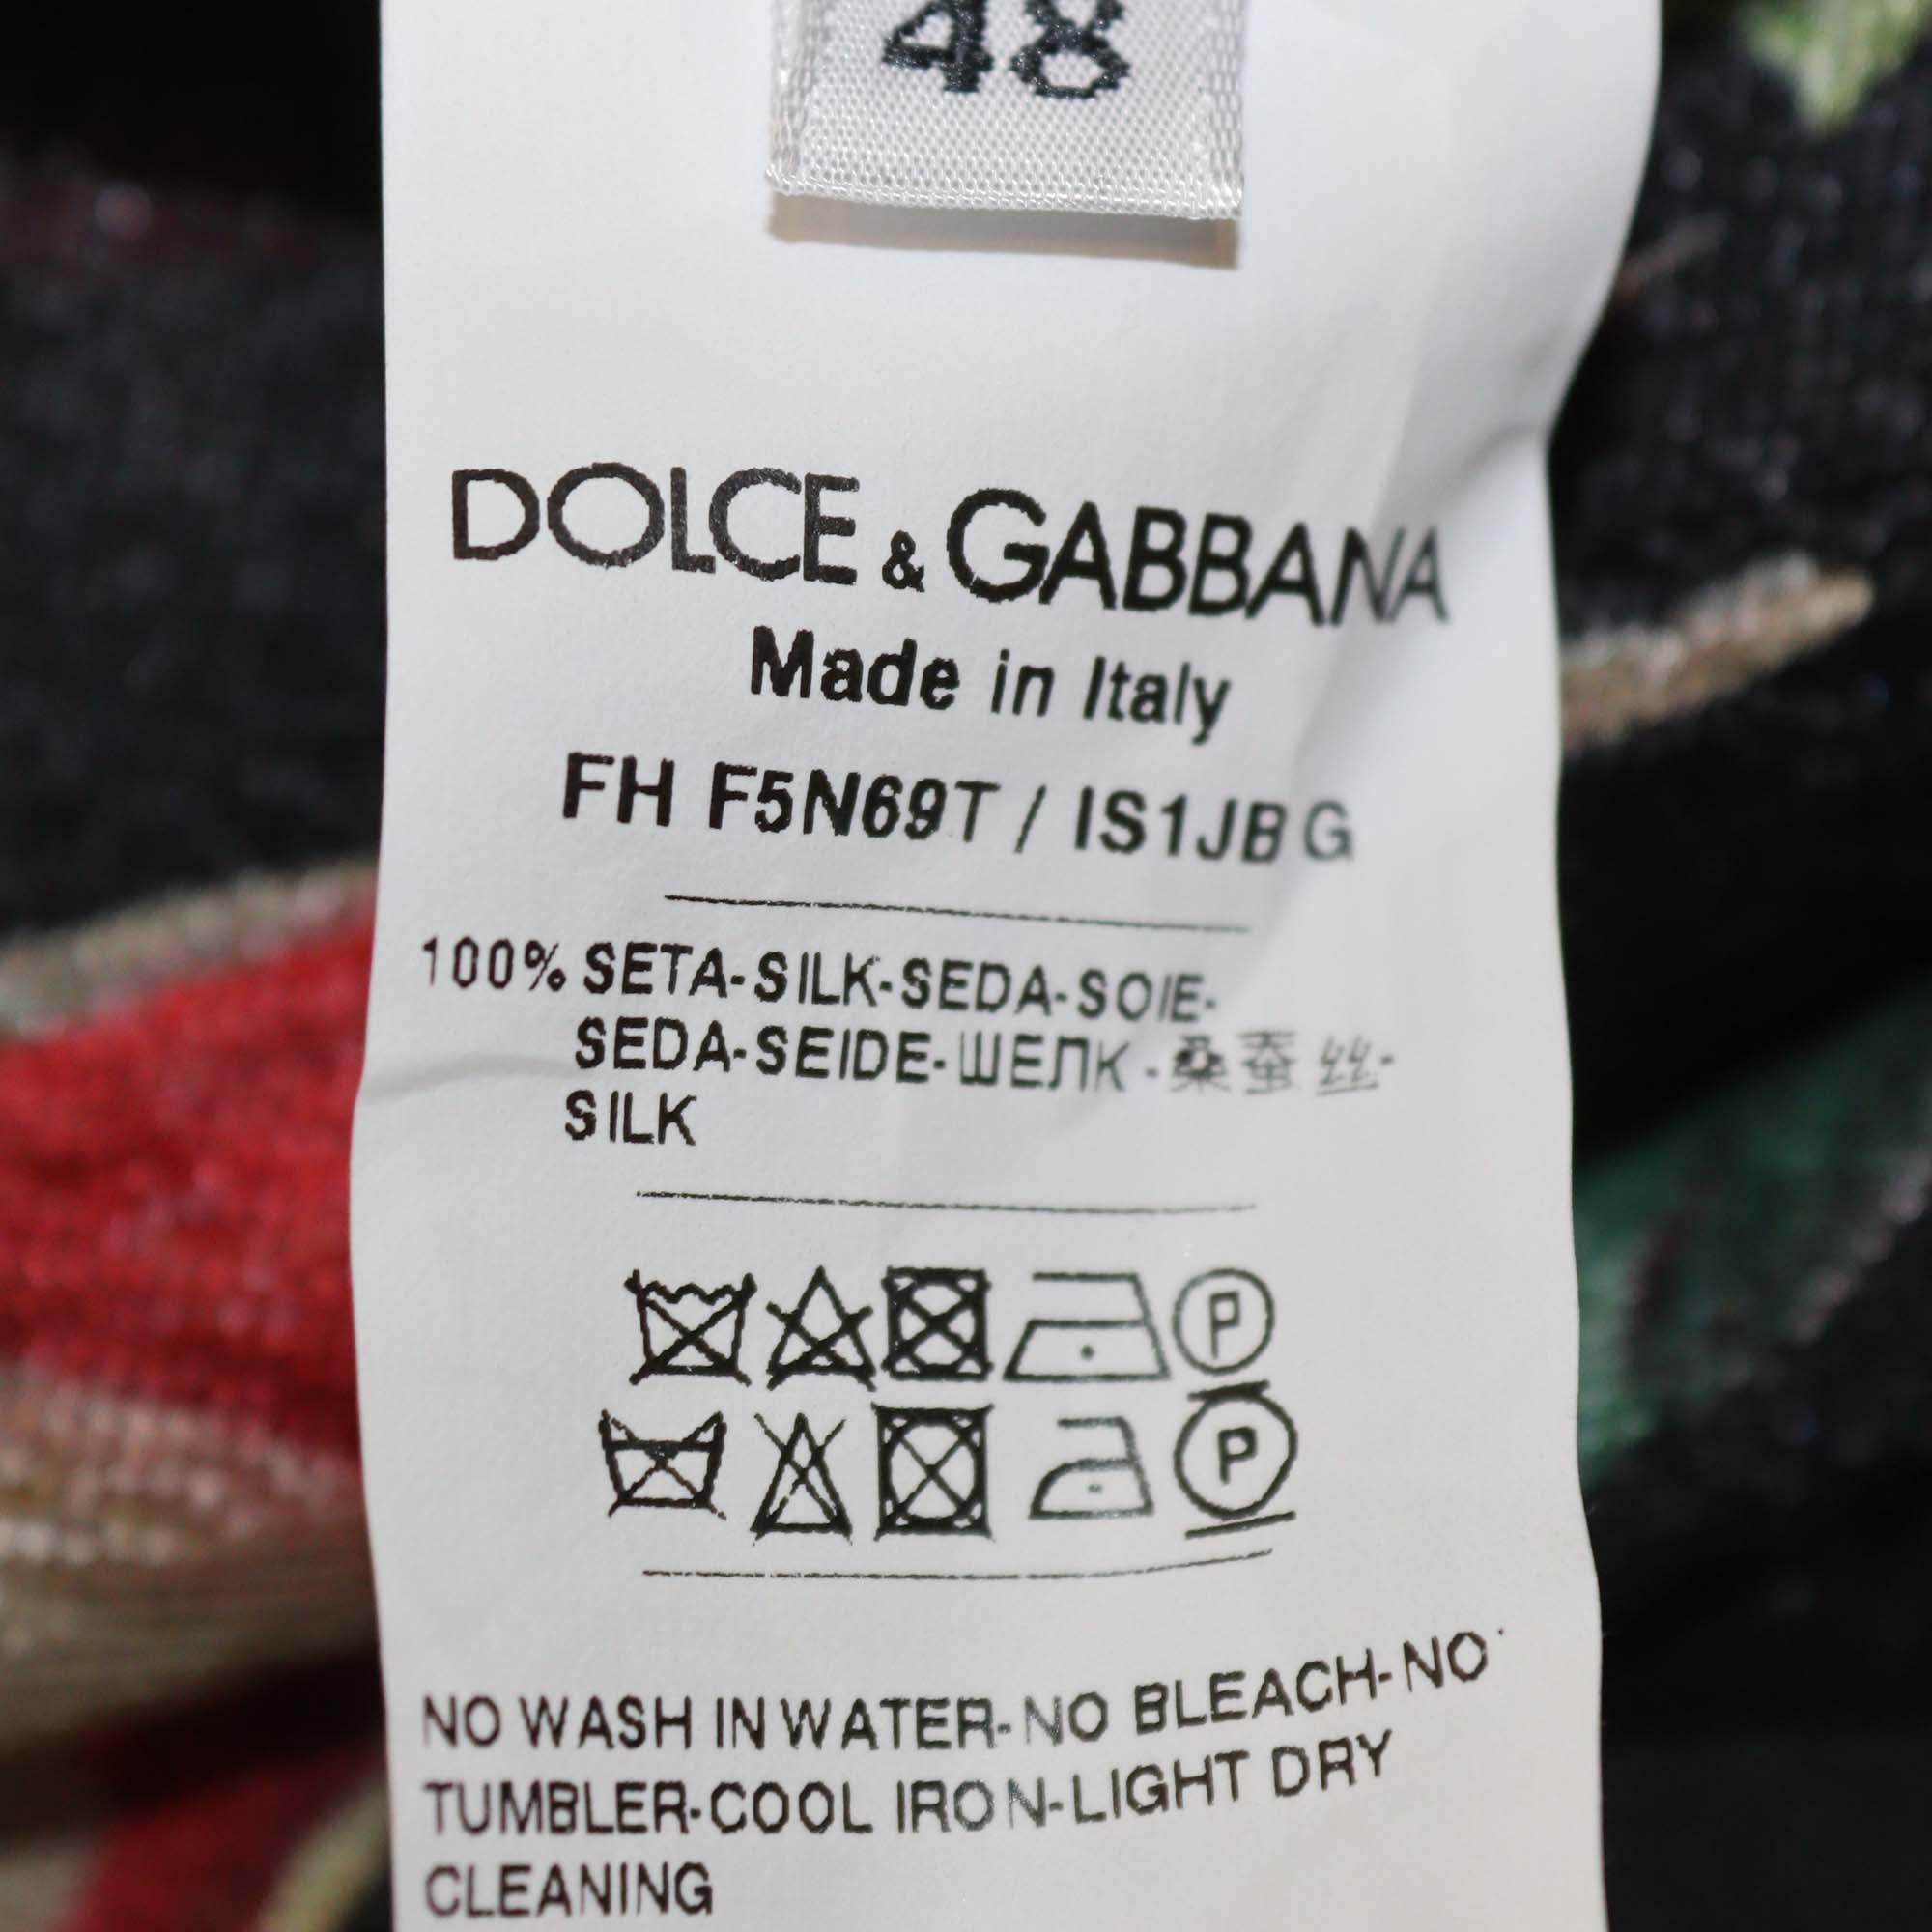 48
DOLCE & GABBANA
Made in Italy
FH F5N69T / IS1JBG
100% SETA-SILK-SEDA-SOIE-
SEDA-SEIDE-ШЕЛК-桑蚕丝-
SILK
P
P
NO WASH IN WATER-NO BLEACH-NO
TUMBLER-COOL IRON-LIGHT DRY
CLEANING